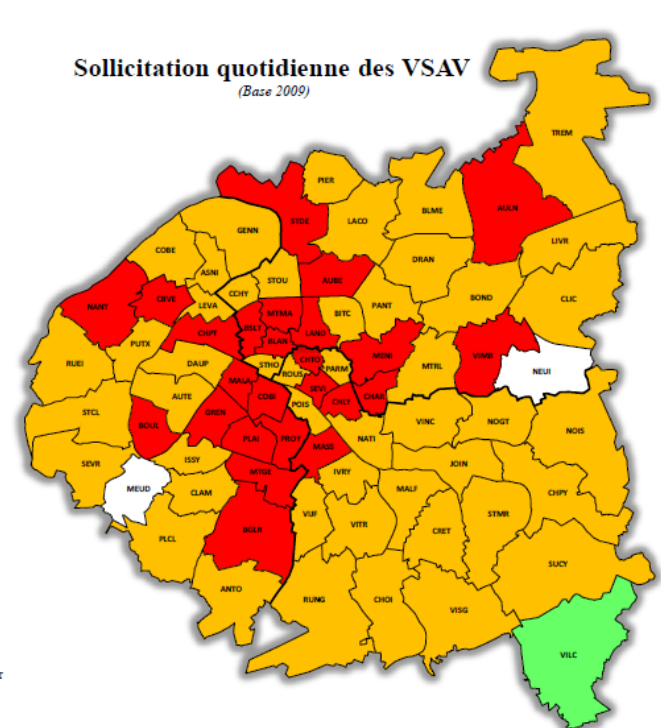 Sollicitation quotidienne des VSAV
(Base 2009)
TREM
PIER
STDE
LACO
BLME
AULN
GENN
LIVR
COBE
ASNI
STOU
AUBE
DRAN
CLIC
NANT
CBVE
LEVA
CCHY
BOND
MYMA
BITC
PANT
PUTX
CHPT
BSLT
BLAN
LAND
MENI
VIMB
RUEI
DAUP
STHO
ROUS
CHTO
PARM
MTRL
NEUI
MALA
SEVI
CHAR
AUTE
COBI
POIS
CHLY
STCL
BOUL
GREN
VINC
NOGT
NOIS
PLAI
PROY
MASS
NATI
SEVR
ISSY
MTGE
IVRY
JOIN
MEUD
CLAM
MALF
CHPY
BGLR
VIJF
VITR
CRET
STMR
PLCL
SUCY
ANTO
RUNG
CHOI
VISG
VILC
r